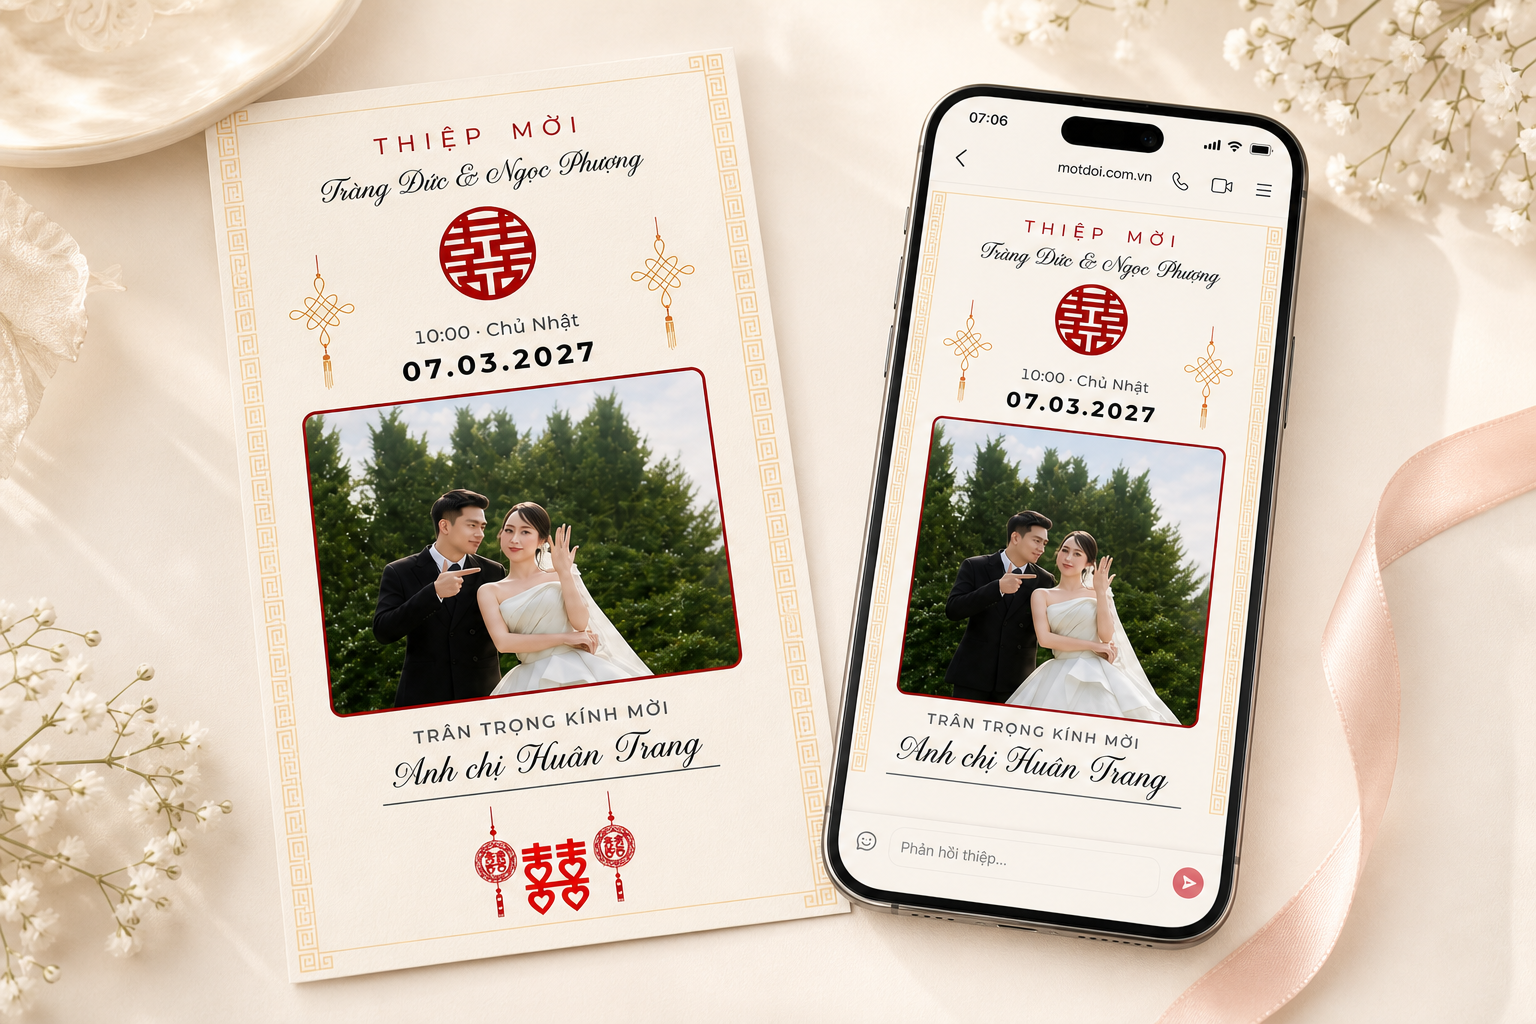 THIỆP MỜI
Tràng Đức & Ngọc Phượng
囍
10:00 · Chủ Nhật
07.03.2027
TRÂN TRỌNG KÍNH MỜI
Anh chị Huân Trang
囍 囍 囍
07:06
motdoi.com.vn
THIỆP MỜI
Tràng Đức & Ngọc Phượng
囍
10:00 · Chủ Nhật
07.03.2027
TRÂN TRỌNG KÍNH MỜI
Anh chị Huân Trang
Phản hồi thiệp...